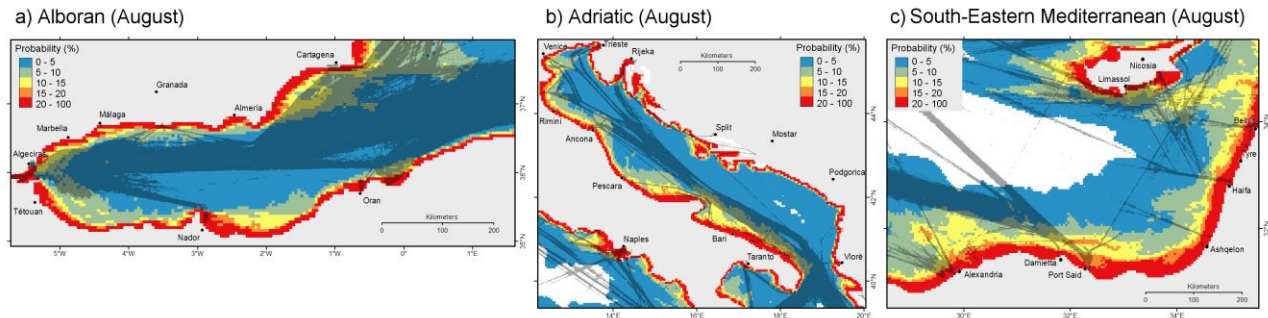 a) Alboran (August)
Probability (%)
0 - 5
5 - 10
10 - 15
15 - 20
20 - 100
Cartagena
Granada
Almería
Málaga
Marbella
Algeciras
Tétouan
Nador
Oran
Kilometers
0 100 200
37°N
36°N
35°N
5°W
4°W
3°W
2°W
1°W
0°
1°E
b) Adriatic (August)
Probability (%)
0 - 5
5 - 10
10 - 15
15 - 20
20 - 100
Kilometers
0 100 200
Venice
Trieste
Rijeka
Rimini
Ancona
Split
Mostar
Pescara
Podgorica
Naples
Bari
Taranto
Vlorë
44°N
42°N
40°N
14°E
16°E
18°E
20°E
c) South-Eastern Mediterranean (August)
Probability (%)
0 - 5
5 - 10
10 - 15
15 - 20
20 - 100
Nicosia
Limassol
Tyre
Haifa
Ashqelon
Damietta
Port Said
Alexandria
Kilometers
0 50 100
34°N
32°N
30°E
32°E
34°E